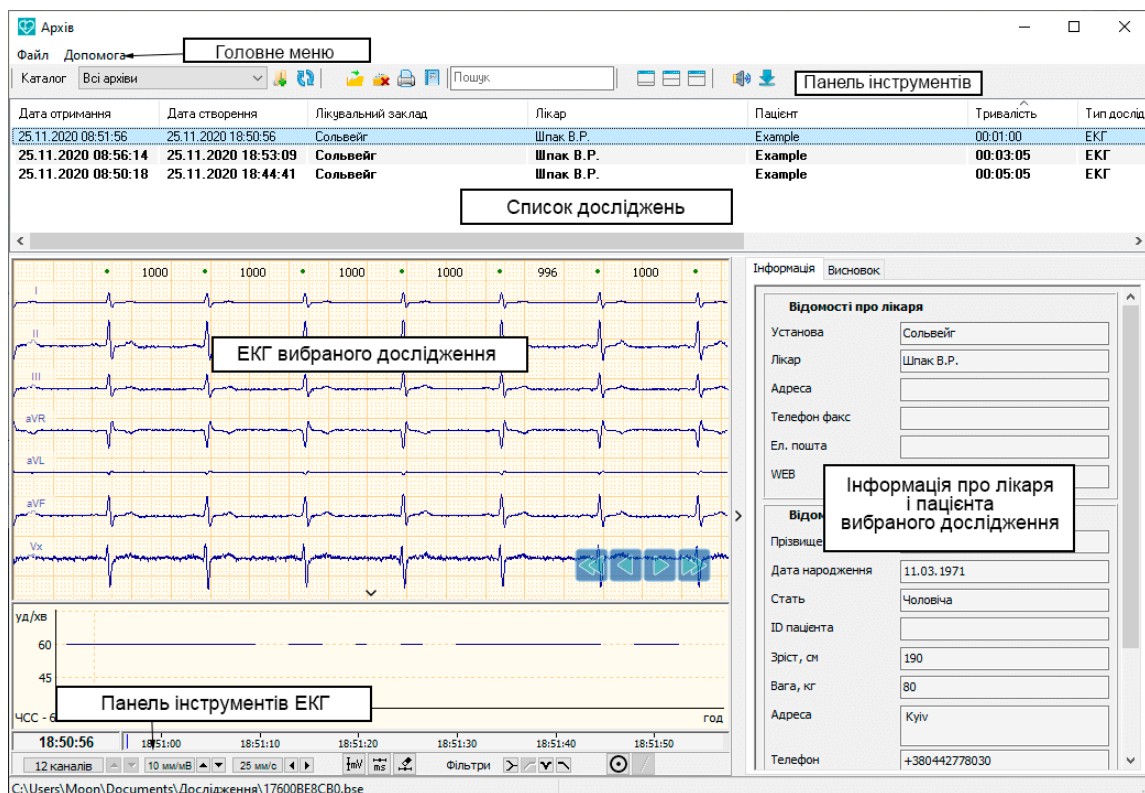 Архів
Файл Допомога
Головне меню
Каталог Всі архіви Пошук
Панель інструментів
Дата отримання Дата створення Лікувальний заклад Лікар Пацієнт Тривалість Тип дослід
25.11.2020 08:51:56 25.11.2020 18:50:56 Сольвейг Шпак В.Р. Example 00:01:00 ЕКГ
25.11.2020 08:56:14 25.11.2020 18:53:09 Сольвейг Шпак В.Р. Example 00:03:05 ЕКГ
25.11.2020 08:50:18 25.11.2020 18:44:41 Сольвейг Шпак В.Р. Example 00:05:05 ЕКГ
Список досліджень
1000 1000 1000 1000 996 1000
I
II
ЕКГ вибраного дослідження
III
aVR
aVL
aVF
Vx
уд/хв
60
45
Панель інструментів ЕКГ
ЧСС - 6
год
18:50:56 18:51:00 18:51:10 18:51:20 18:51:30 18:51:40 18:51:50
12 каналів 10 мм/мВ 25 мм/с mV ms Фільтри
Інформація Висновок
Відомості про лікаря
Установа Сольвейг
Лікар Шпак В.Р.
Адреса
Телефон факс
Ел. пошта
WEB
Інформація про лікаря
і пацієнта
вибраного дослідження
Відом
Прізвище
Дата народження 11.03.1971
Стать Чоловіча
ID пацієнта
Зріст, см 190
Вага, кг 80
Адреса Kyiv
Телефон +380442778030
C:\Users\Moon\Documents\Дослідження\17600BE8CB0.bse